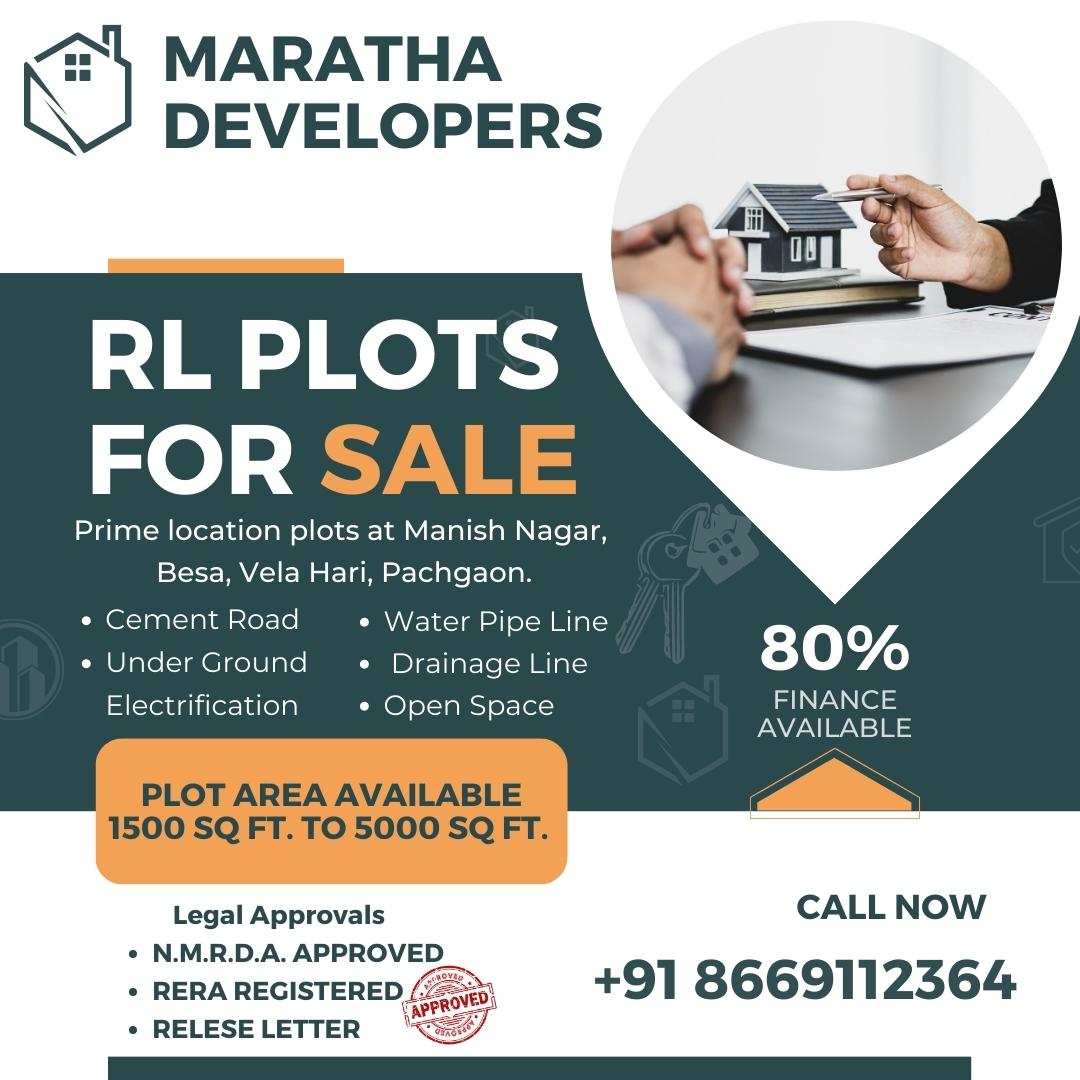 MARATHA
DEVELOPERS
RL PLOTS
FOR SALE
Prime location plots at Manish Nagar,
Besa, Vela Hari, Pachgaon.
• Cement Road
• Under Ground
Electrification
• Water Pipe Line
• Drainage Line
• Open Space
80%
FINANCE
AVAILABLE
PLOT AREA AVAILABLE
1500 SQ FT. TO 5000 SQ FT.
Legal Approvals
• N.M.R.D.A. APPROVED
• RERA REGISTERED
• RELESE LETTER
APPROVED
APPROVED
APPROVED
CALL NOW
+91 8669112364